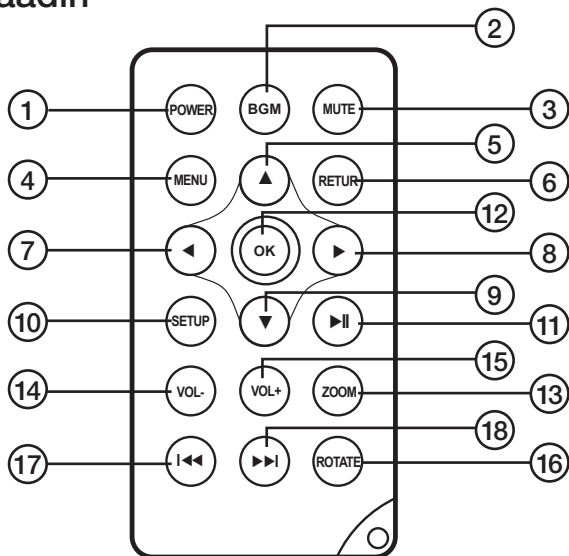 2
1 POWER BGM MUTE 3
5
4 MENU ▲ RETUR 6
12
7 ◀ OK ▶ 8
9
10 SETUP ▼ ▶II 11
15
14 VOL- VOL+ ZOOM 13
18
17 I◀◀ ▶▶I ROTATE 16